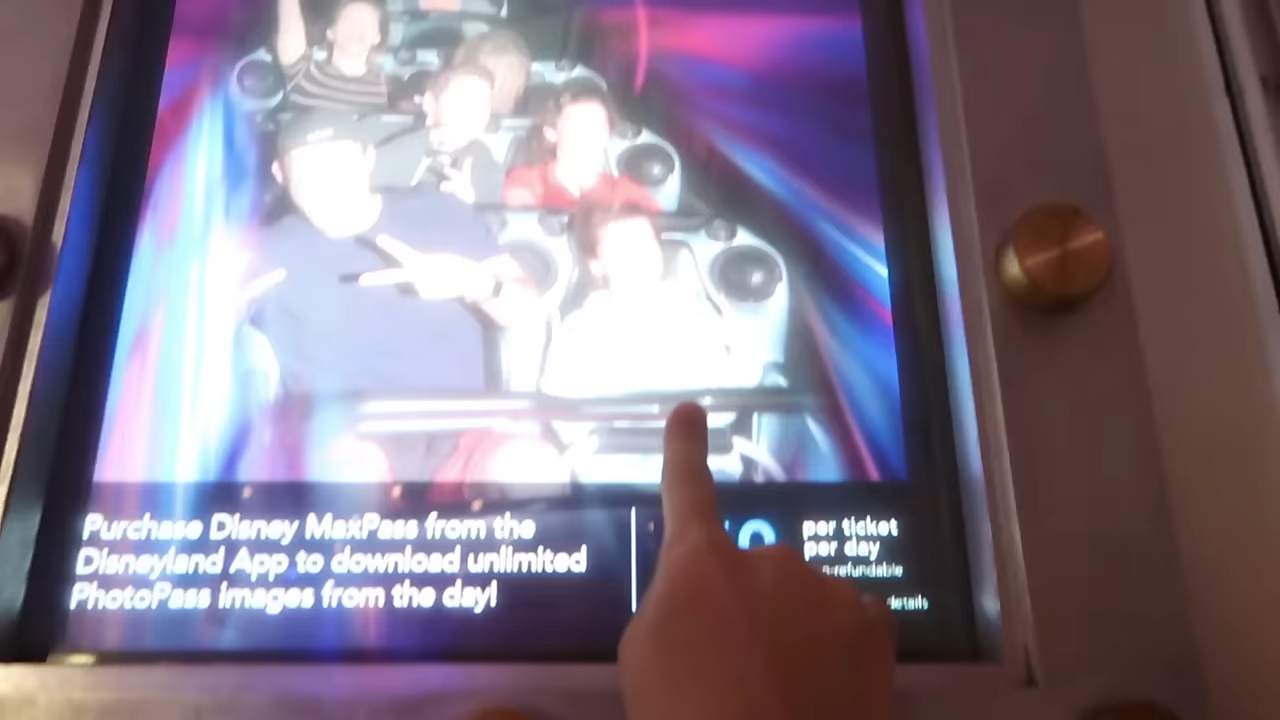 Purchase Disney MaxPass from the
Disneyland App to download unlimited
PhotoPass images from the day!
per ticket
per day
details